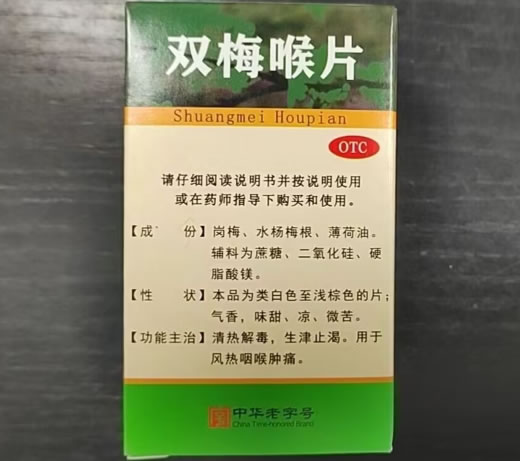 双梅喉片
Shuangmei Houpian
OTC
请仔细阅读说明书并按说明使用
或在药师指导下购买和使用。
【成 份】岗梅、水杨梅根、薄荷油。
辅料为蔗糖、二氧化硅、硬
脂酸镁。
【性 状】本品为类白色至浅棕色的片;
气香，味甜、凉、微苦。
【功能主治】清热解毒，生津止渴。用于
风热咽喉肿痛。
中华老字号
China Time-honored Brand